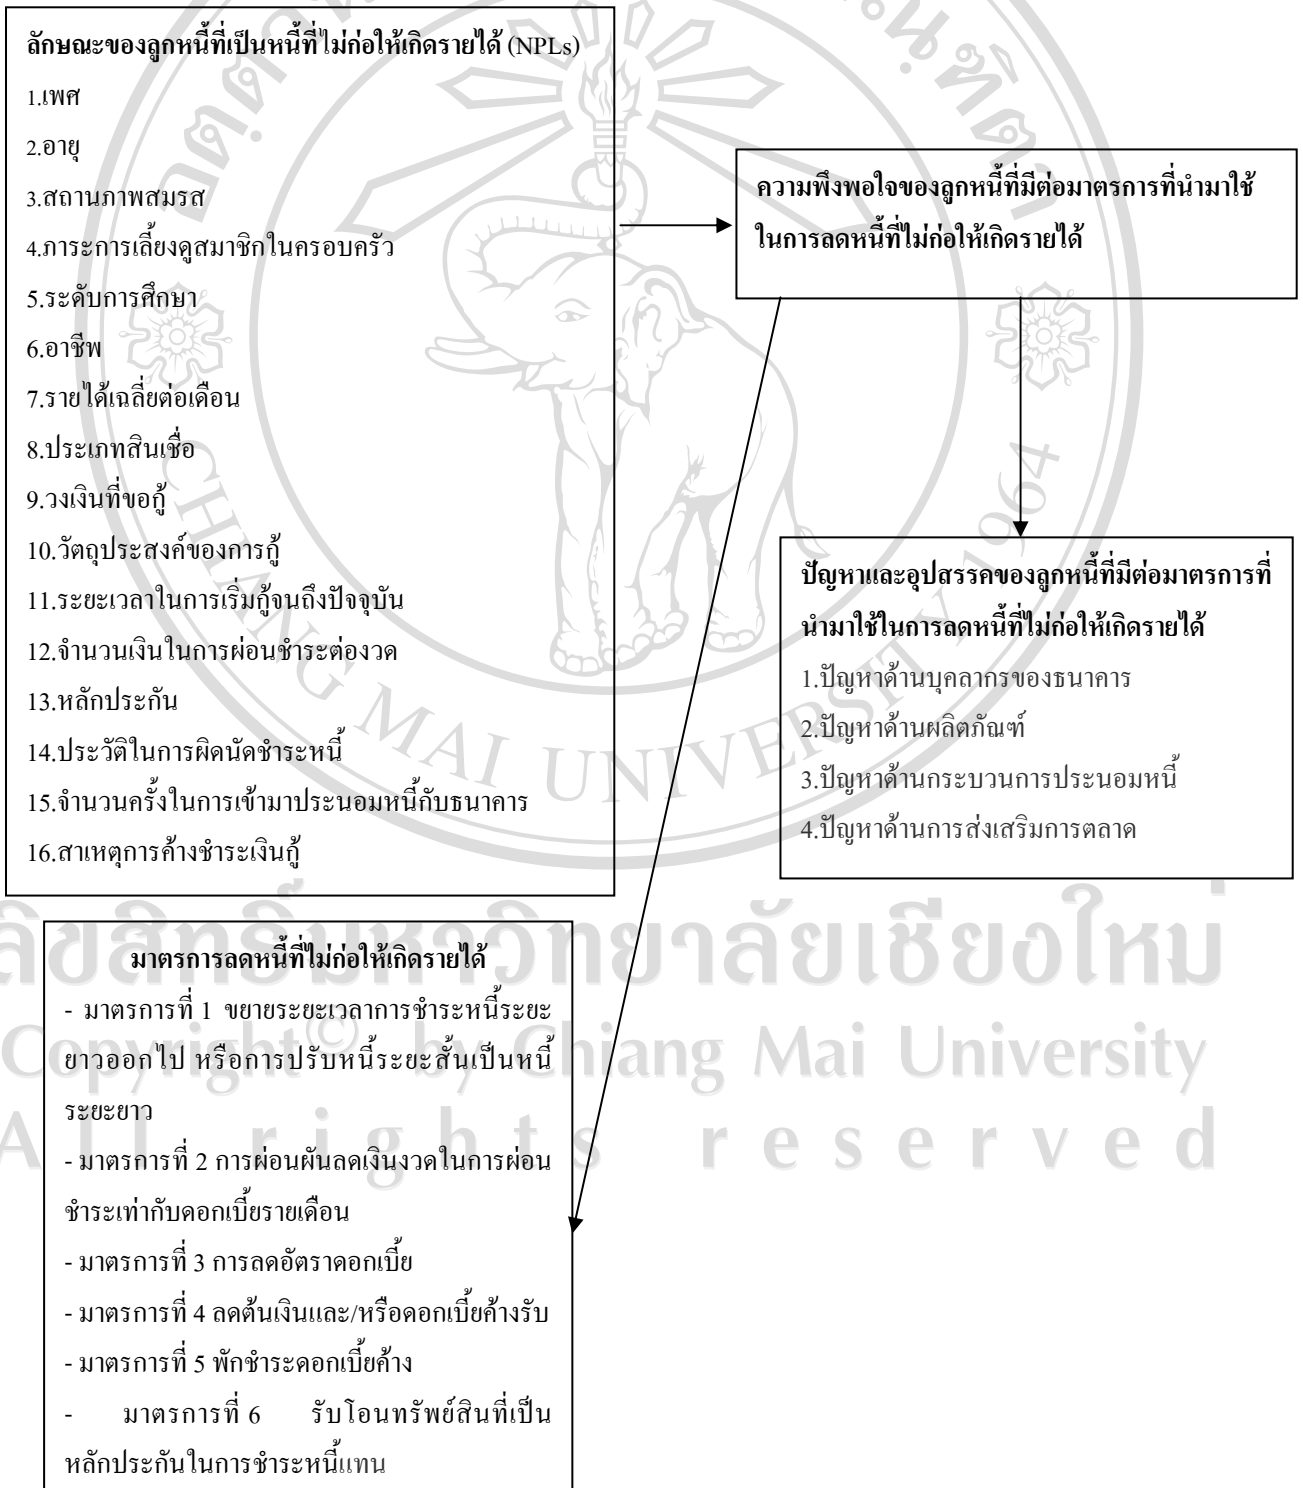 ลักษณะของลูกหนี้ที่เป็นหนี้ที่ไม่ก่อให้เกิดรายได้ (NPLs)
1.เพศ
2.อายุ
3.สถานภาพสมรส
4.ภาระการเลี้ยงดูสมาชิกในครอบครัว
5.ระดับการศึกษา
6.อาชีพ
7.รายได้เฉลี่ยต่อเดือน
8.ประเภทสินเชื่อ
9.วงเงินที่ขอกู้
10.วัตถุประสงค์ของการกู้
11.ระยะเวลาในการเริ่มกู้จนถึงปัจจุบัน
12.จำนวนเงินในการผ่อนชำระต่องวด
13.หลักประกัน
14.ประวัติในการผิดนัดชำระหนี้
15.จำนวนครั้งในการเข้ามาประนอมหนี้กับธนาคาร
16.สาเหตุการค้างชำระเงินกู้
ความพึงพอใจของลูกหนี้ที่มีต่อมาตรการที่นำมาใช้
ในการลดหนี้ที่ไม่ก่อให้เกิดรายได้
ปัญหาและอุปสรรคของลูกหนี้ที่มีต่อมาตรการที่
นำมาใช้ในการลดหนี้ที่ไม่ก่อให้เกิดรายได้
1.ปัญหาด้านบุคลากรของธนาคาร
2.ปัญหาด้านผลิตภัณฑ์
3.ปัญหาด้านกระบวนการประนอมหนี้
4.ปัญหาด้านการส่งเสริมการตลาด
มาตรการลดหนี้ที่ไม่ก่อให้เกิดรายได้
- มาตรการที่ 1 ขยายระยะเวลาการชำระหนี้ระยะ
ยาวออกไป หรือการปรับหนี้ระยะสั้นเป็นหนี้
ระยะยาว
- มาตรการที่ 2 การผ่อนผันลดเงินงวดในการผ่อน
ชำระเท่ากับดอกเบี้ยรายเดือน
- มาตรการที่ 3 การลดอัตราดอกเบี้ย
- มาตรการที่ 4 ลดต้นเงินและ/หรือดอกเบี้ยค้างรับ
- มาตรการที่ 5 พักชำระดอกเบี้ยค้าง
- มาตรการที่ 6 รับโอนทรัพย์สินที่เป็น
หลักประกันในการชำระหนี้แทน
CHIANG MAI UNIVERSITY 1964
ลิขสิทธิ์มหาวิทยาลัยเชียงใหม่
Copyright© by Chiang Mai University
All rights reserved